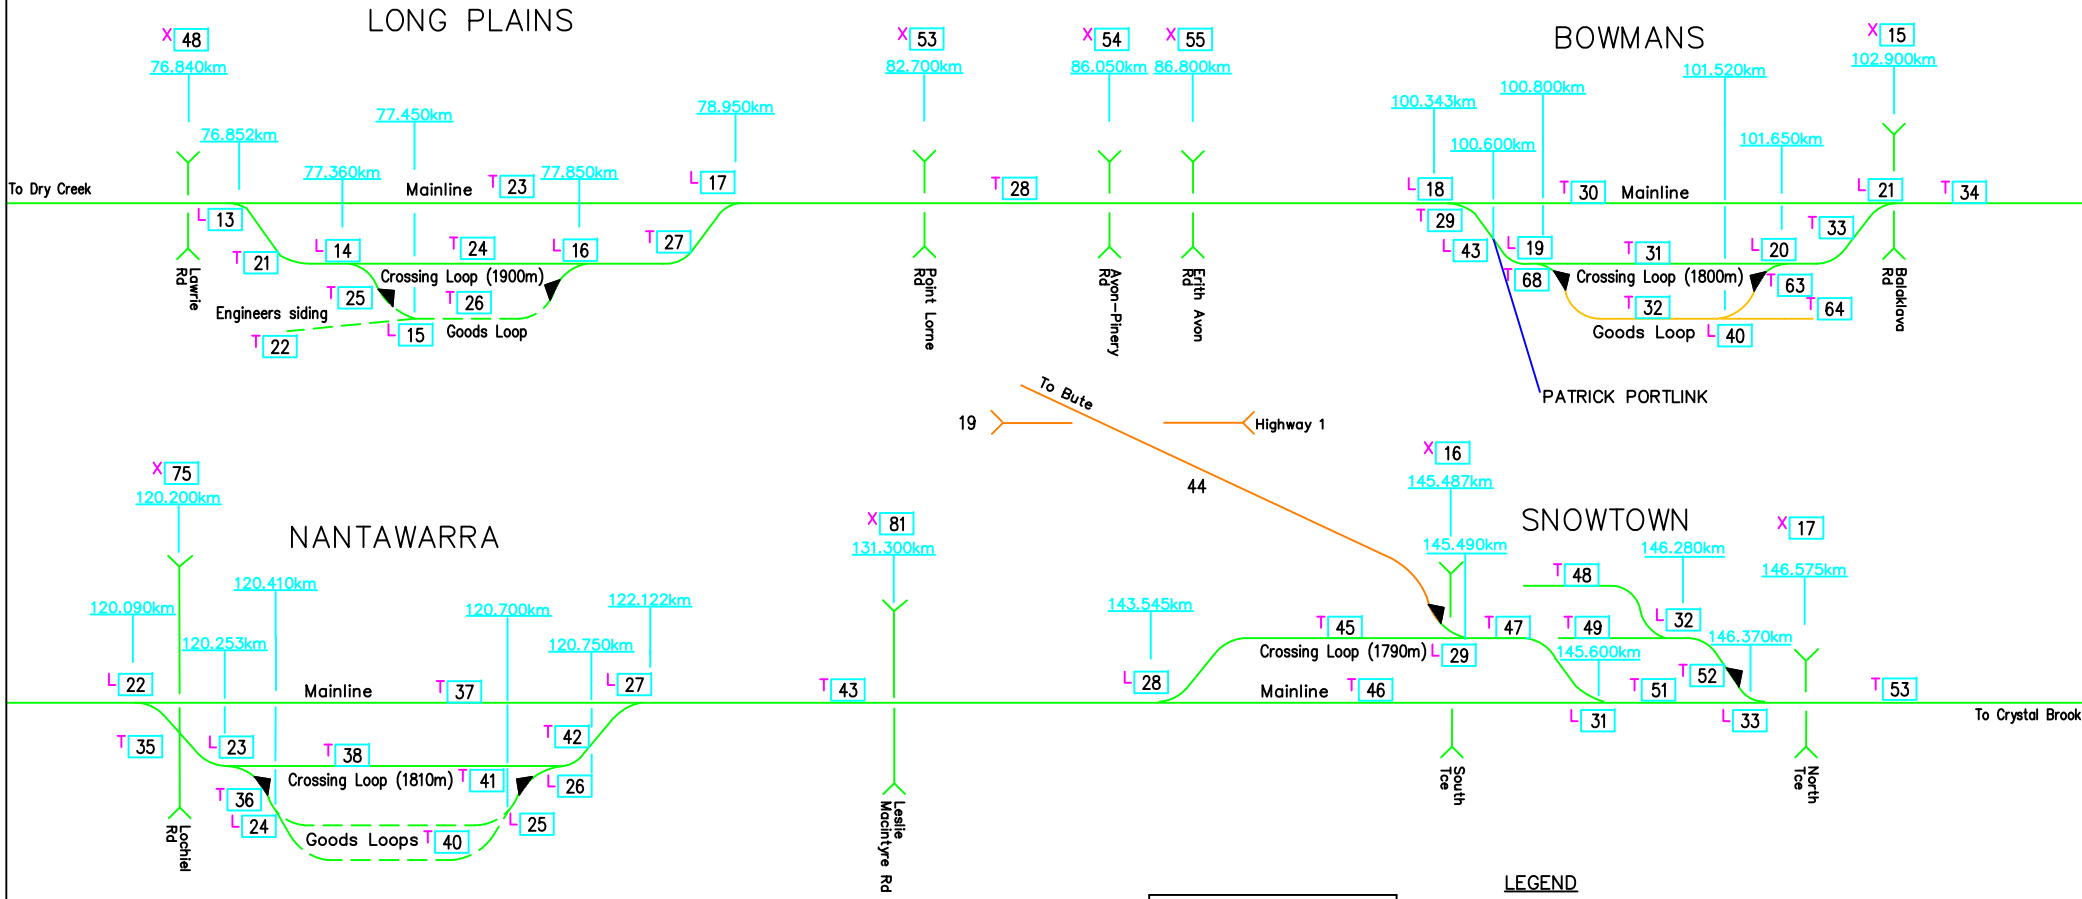 LONG PLAINS
X 48
76.840km
76.852km
77.360km
77.450km
77.850km
78.950km
To Dry Creek
Mainline
T 23
L 17
L 13
T 21
L 14
T 24
L 16
T 27
Crossing Loop (1900m)
T 25
T 26
Engineers siding
T 22
L 15
Goods Loop
Lawrie
Rd
X 53
82.700km
T 28
Point Lorne
Rd
X 54
86.050km
Avon-Pinery
Rd
X 55
86.800km
Erith Avon
Rd
BOWMANS
X 15
102.900km
100.343km
100.600km
100.800km
101.520km
101.650km
L 18
T 30
Mainline
L 21
T 34
T 29
L 43
L 19
T 31
L 20
T 33
T 68
Crossing Loop (1800m)
T 63
T 32
T 64
Goods Loop
L 40
Balaklava
Rd
PATRICK PORTLINK
To Bute
19
Highway 1
44
NANTAWARRA
X 75
120.200km
120.090km
120.253km
120.410km
120.700km
120.750km
122.122km
L 22
Mainline
T 37
L 27
T 35
L 23
T 38
T 42
Crossing Loop (1810m)
T 41
L 26
T 36
L 24
L 25
Goods Loops
T 40
Lochiel
Rd
X 81
131.300km
T 43
Leslie
Macintyre Rd
SNOWTOWN
X 16
145.487km
145.490km
X 17
146.575km
146.280km
146.370km
143.545km
145.600km
T 48
L 32
T 45
T 47
T 49
Crossing Loop (1790m)
L 29
L 28
Mainline
T 46
T 51
T 52
T 53
L 31
L 33
To Crystal Brook
South
Tce
North
Tce
LEGEND